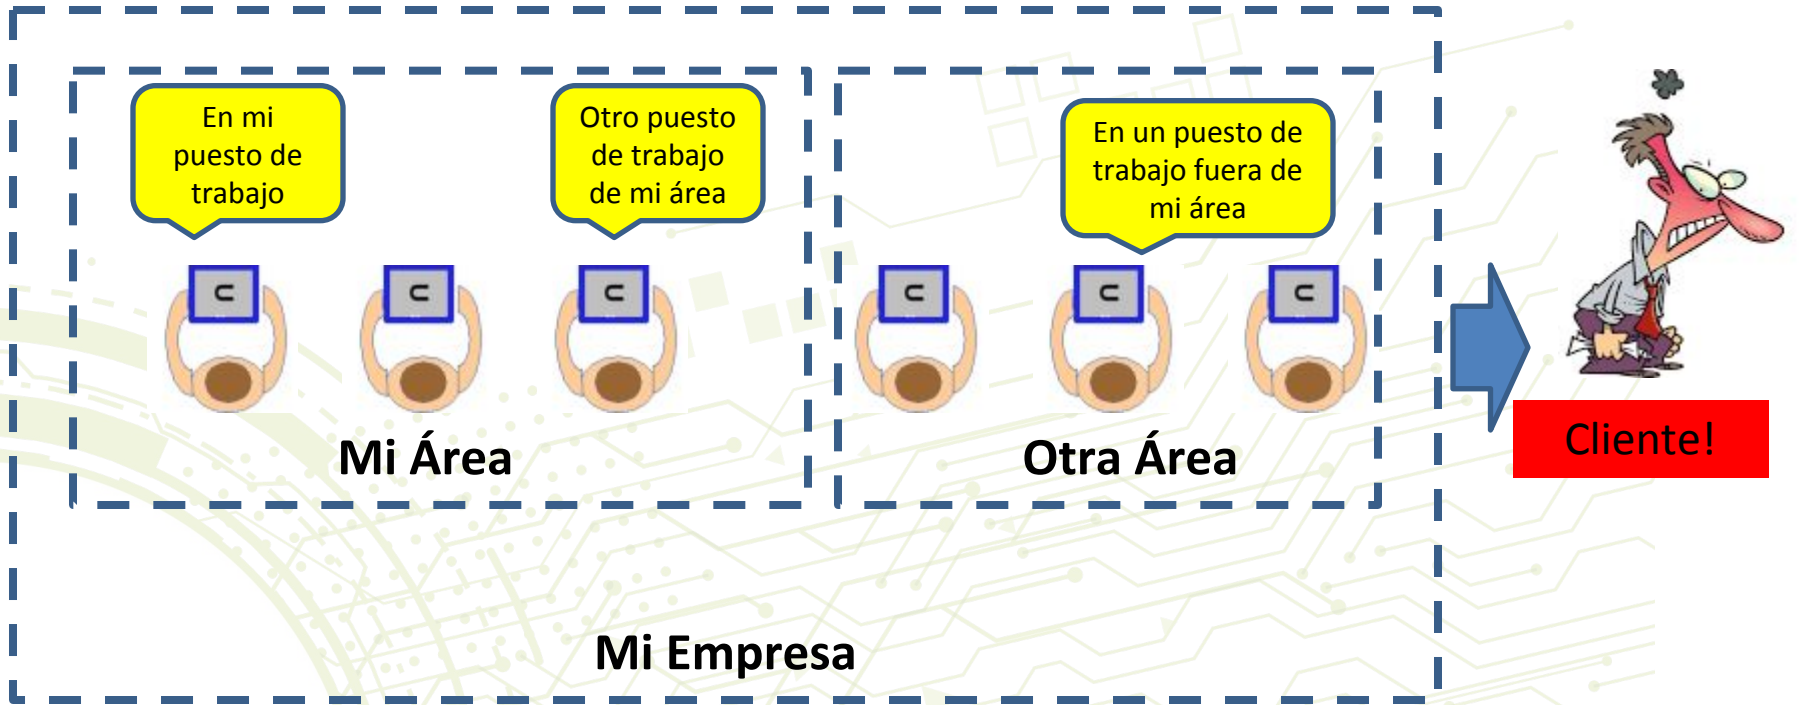 En mi
puesto de
trabajo
Otro puesto
de trabajo
de mi área
En un puesto de
trabajo fuera de
mi área
Mi Área
Otra Área
Cliente!
Mi Empresa